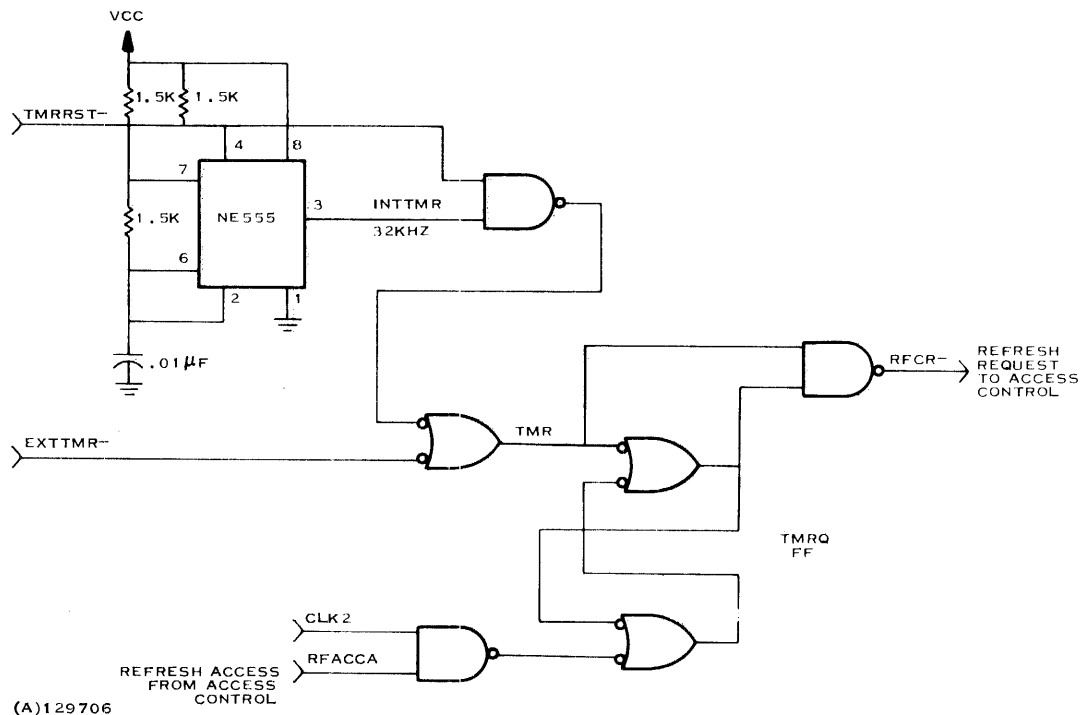 VCC
1.5K
1.5K
TMRRST-
4
8
7
1.5K
NE555
3
INTTMR
32KHZ
6
2
1
.01µF
RFCR-
REFRESH
REQUEST
TO ACCESS
CONTROL
EXTTMR-
TMR
TMRQ
FF
CLK2
RFACCA
REFRESH ACCESS
FROM ACCESS
CONTROL
(A)129706